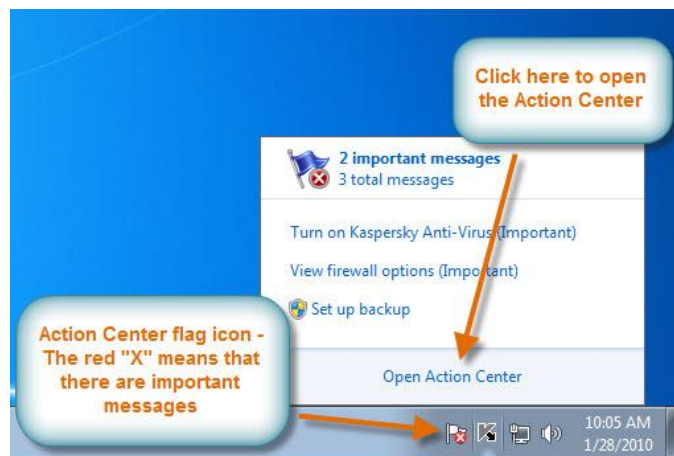 Click here to open
the Action Center
2 important messages
3 total messages
Turn on Kaspersky Anti-Virus (Important)
View firewall options (Important)
Set up backup
Action Center flag icon -
The red "X" means that
there are important
messages
Open Action Center
10:05 AM
1/28/2010